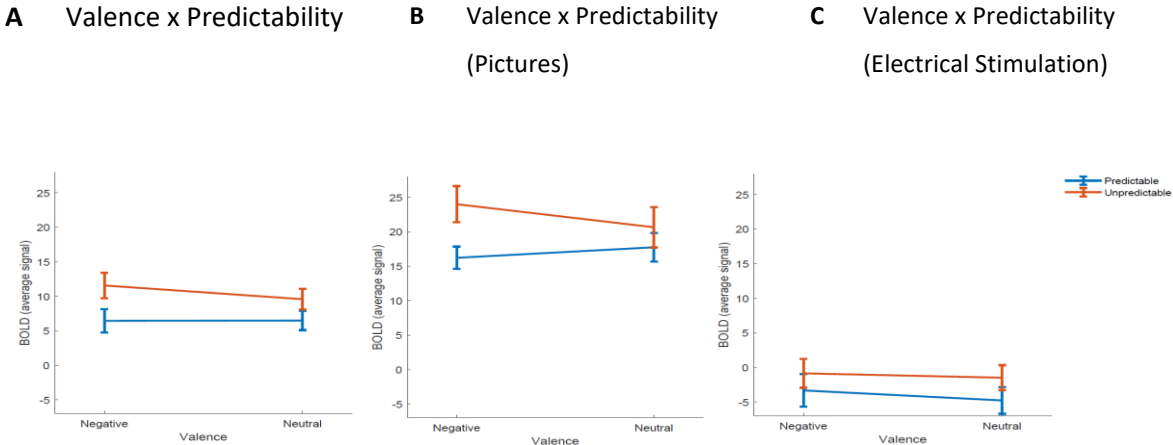 A Valence x Predictability
B Valence x Predictability
(Pictures)
C Valence x Predictability
(Electrical Stimulation)
25
20
15
10
5
0
-5
BOLD (average signal)
Negative
Neutral
Valence
25
20
15
10
5
0
-5
BOLD (average signal)
Negative
Neutral
Valence
25
20
15
10
5
0
-5
BOLD (average signal)
Negative
Neutral
Valence
Predictable
Unpredictable